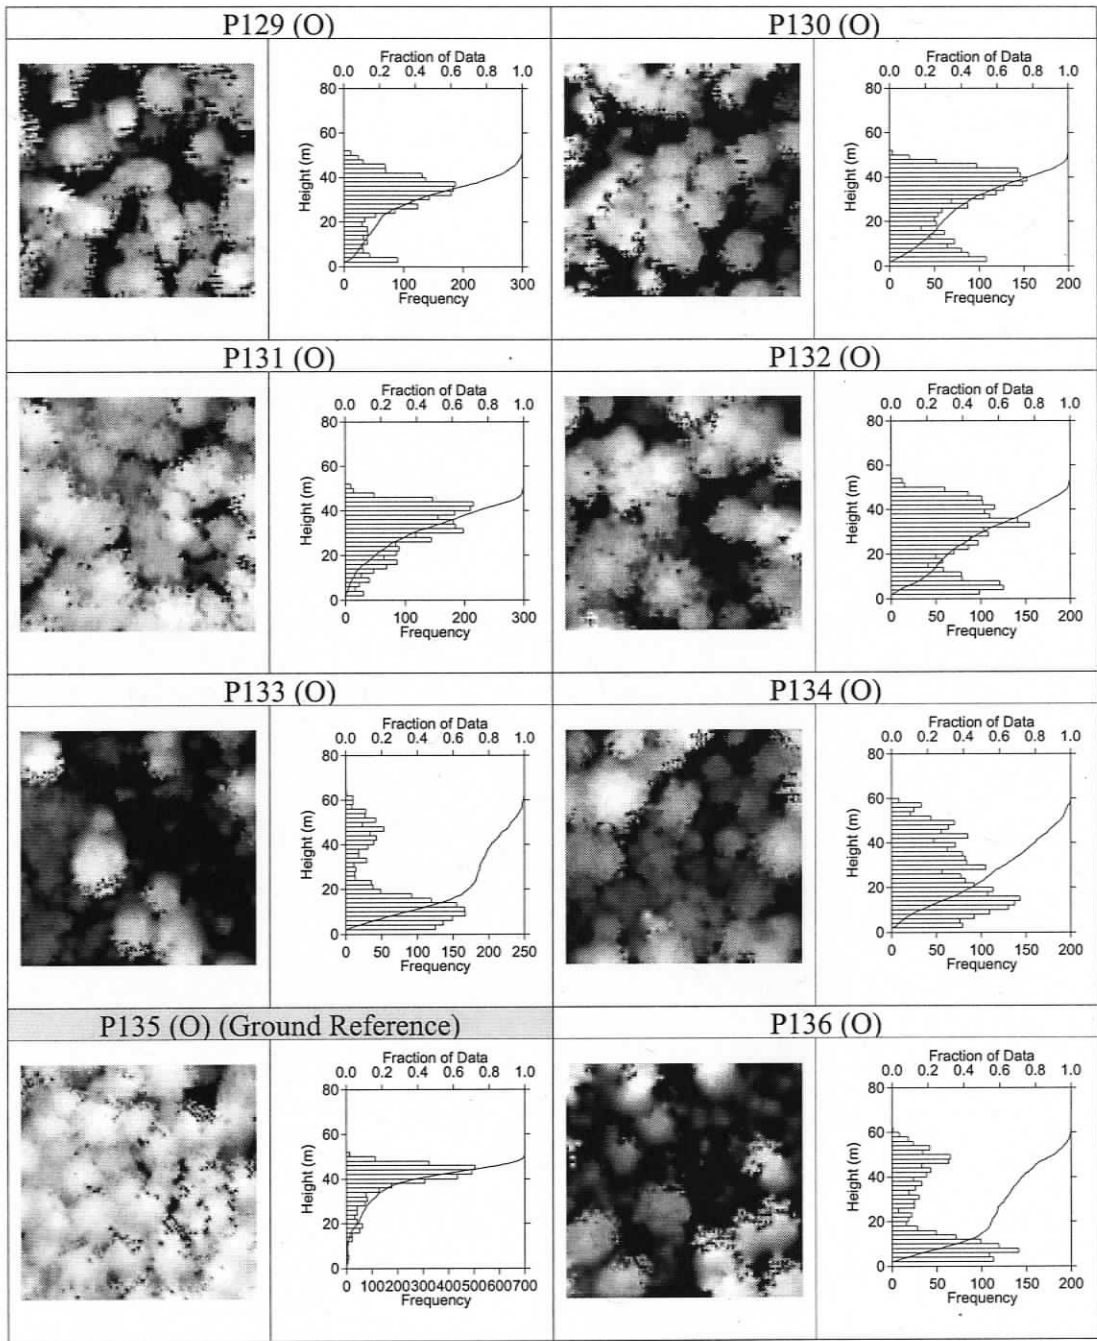 P129 (O)
P130 (O)
Fraction of Data
0.0 0.2 0.4 0.6 0.8 1.0
80
60
40
20
0
Height (m)
0 100 200 300
Frequency
Fraction of Data
0.0 0.2 0.4 0.6 0.8 1.0
80
60
40
20
0
Height (m)
0 50 100 150 200
Frequency
P131 (O)
P132 (O)
Fraction of Data
0.0 0.2 0.4 0.6 0.8 1.0
80
60
40
20
0
Height (m)
0 100 200 300
Frequency
Fraction of Data
0.0 0.2 0.4 0.6 0.8 1.0
80
60
40
20
0
Height (m)
0 50 100 150 200
Frequency
P133 (O)
P134 (O)
Fraction of Data
0.0 0.2 0.4 0.6 0.8 1.0
80
60
40
20
0
Height (m)
0 50 100 150 200 250
Frequency
Fraction of Data
0.0 0.2 0.4 0.6 0.8 1.0
80
60
40
20
0
Height (m)
0 50 100 150 200
Frequency
P135 (O) (Ground Reference)
P136 (O)
Fraction of Data
0.0 0.2 0.4 0.6 0.8 1.0
80
60
40
20
0
Height (m)
0 100200300400500600700
Frequency
Fraction of Data
0.0 0.2 0.4 0.6 0.8 1.0
80
60
40
20
0
Height (m)
0 50 100 150 200
Frequency